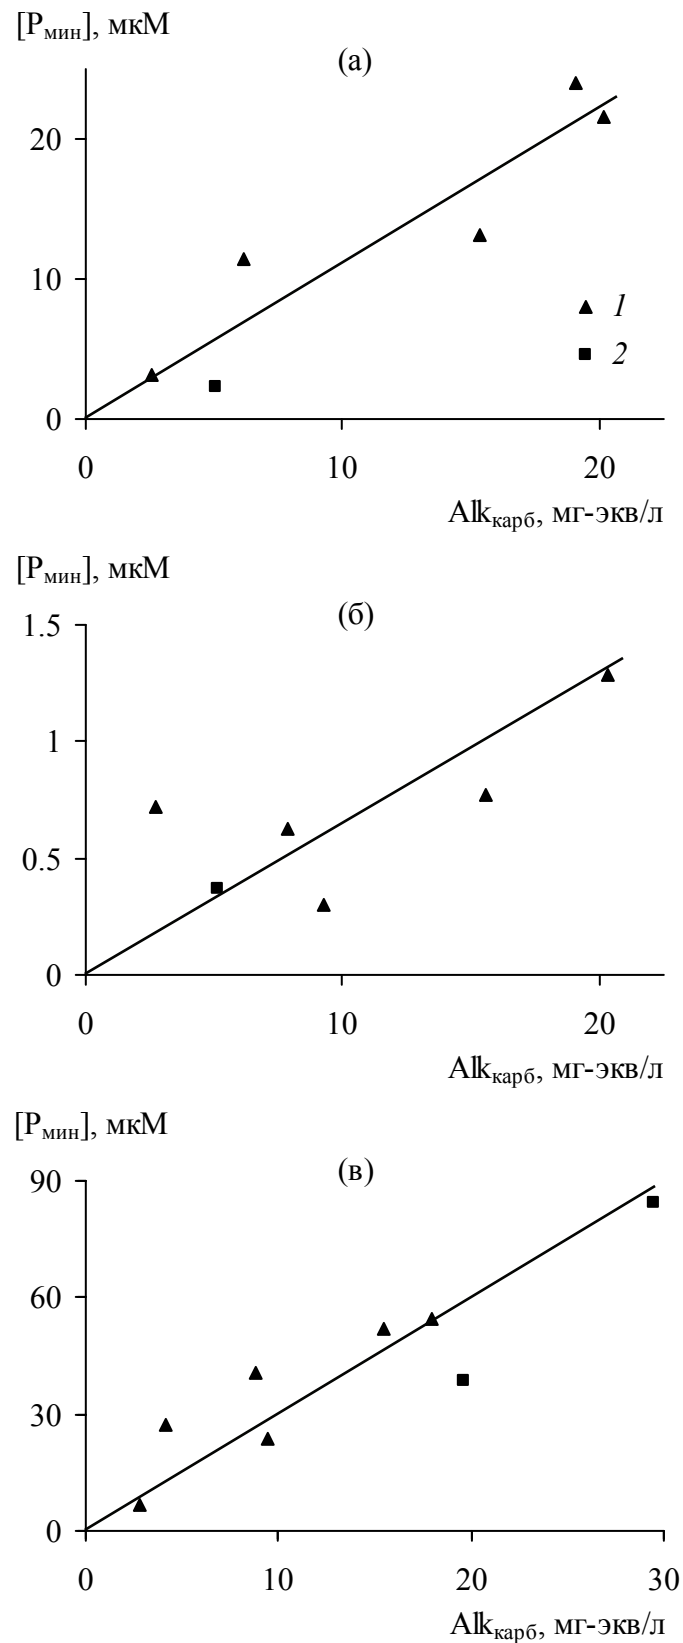 [Pмин], мкМ
(а)
20
10
1
2
0
0 10 20
Alkкарб, мг-экв/л
[Pмин], мкМ
(б)
1.5
1
0.5
0
0 10 20
Alkкарб, мг-экв/л
[Pмин], мкМ
(в)
90
60
30
0
0 10 20 30
Alkкарб, мг-экв/л